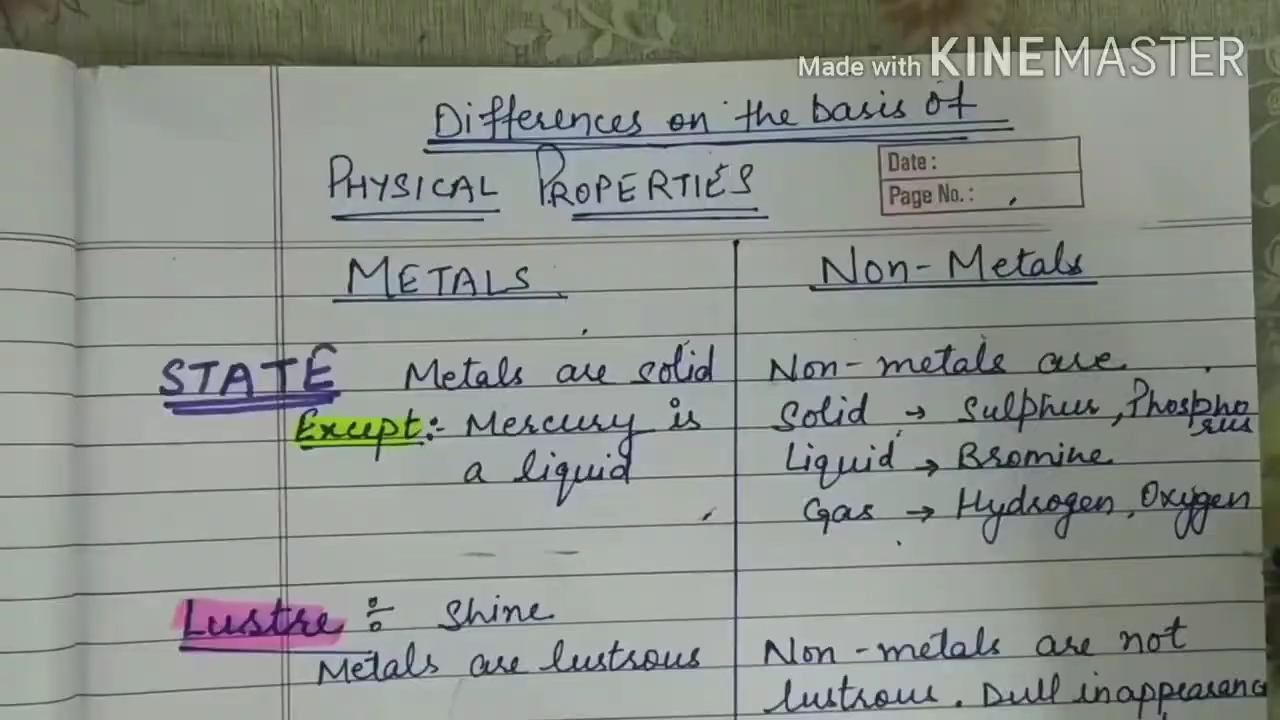 Made with KINEMASTER
Differences on the basis of
PHYSICAL PROPERTIES
Date :
Page No. :
METALS
Non-Metals
STATE Metals are solid
Except :- Mercury is
a liquid
Non-metals are
Solid → Sulphur, Phosphorus
Liquid → Bromine
Gas → Hydrogen, Oxygen
Lustre ÷ Shine
Metals are lustrous
Non-metals are not
lustrous. Dull in appearanc